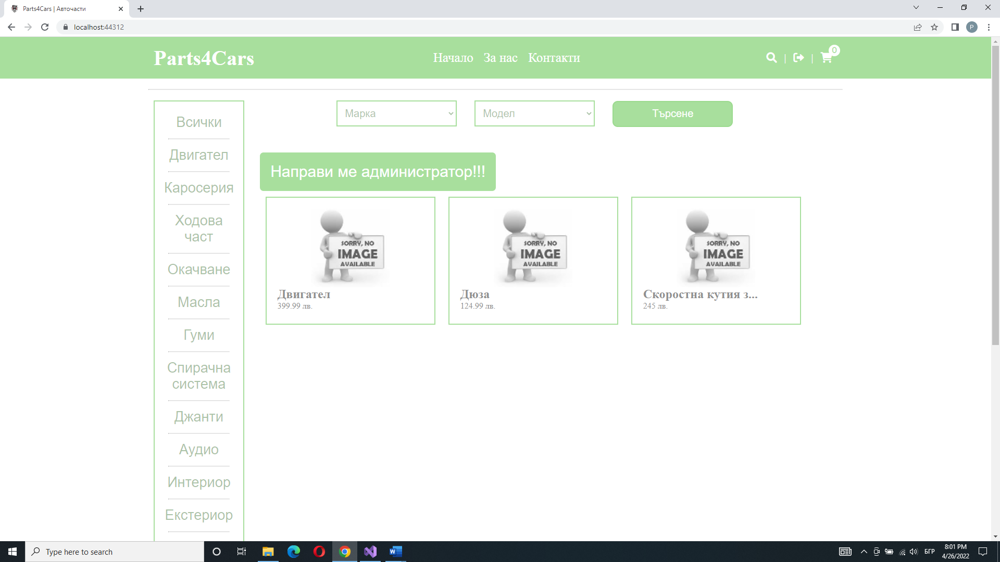 Parts4Cars | Авточасти
localhost:44312
P
Parts4Cars
Начало За нас Контакти
| | 0
Марка
Модел
Търсене
Всички
Двигател
Каросерия
Ходова
част
Окачване
Масла
Гуми
Спирачна
система
Джанти
Аудио
Интериор
Екстериор
Направи ме администратор!!!
SORRY, NO
IMAGE
AVAILABLE
Двигател
399.99 лв.
SORRY, NO
IMAGE
AVAILABLE
Дюза
124.99 лв.
SORRY, NO
IMAGE
AVAILABLE
Скоростна кутия з...
245 лв.
Type here to search
W
БГР
8:01 PM
4/26/2022